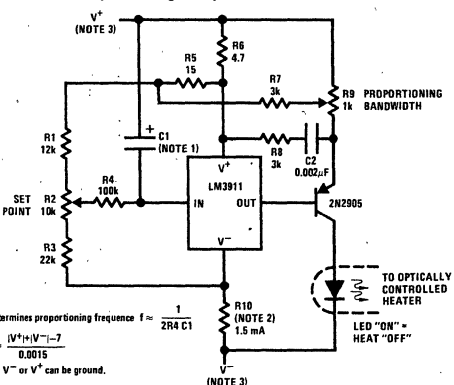 V+
(NOTE 3)
R6
4.7
R5
15
R7
3k
R9
1k
PROPORTIONING
BANDWIDTH
R1
12k
C1
(NOTE 1)
+
R8
3k
C2
0.002μF
R4
100k
SET
POINT
R2
10k
V+
LM3911
IN
OUT
V−
2N2905
R3
22k
TO OPTICALLY
CONTROLLED
HEATER
R10
(NOTE 2)
1.5 mA
LED "ON" =
HEAT "OFF"
termines proportioning frequence f ≈ 1
2R4 C1
= |V+|+|V−|−7
0.0015
V− or V+ can be ground.
V−
(NOTE 3)